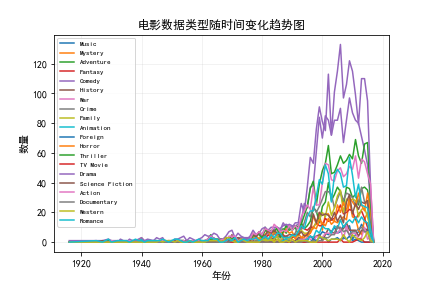 电影数据类型随时间变化趋势图
数量
120
100
80
60
40
20
0
Music
Mystery
Adventure
Fantasy
Comedy
History
War
Crime
Family
Animation
Foreign
Horror
Thriller
TV Movie
Drama
Science Fiction
Action
Documentary
Western
Romance
1920 1940 1960 1980 2000 2020
年份